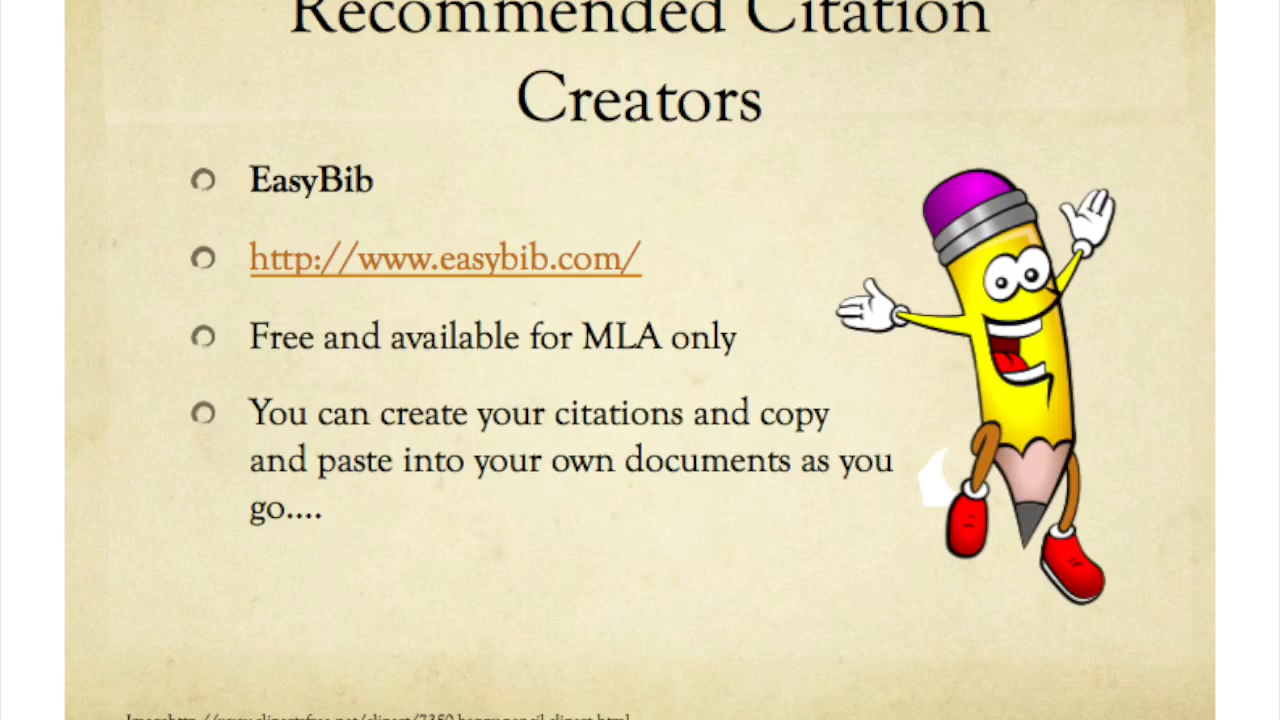 Recommended Citation
Creators
EasyBib
http://www.easybib.com/
Free and available for MLA only
You can create your citations and copy
and paste into your own documents as you
go....